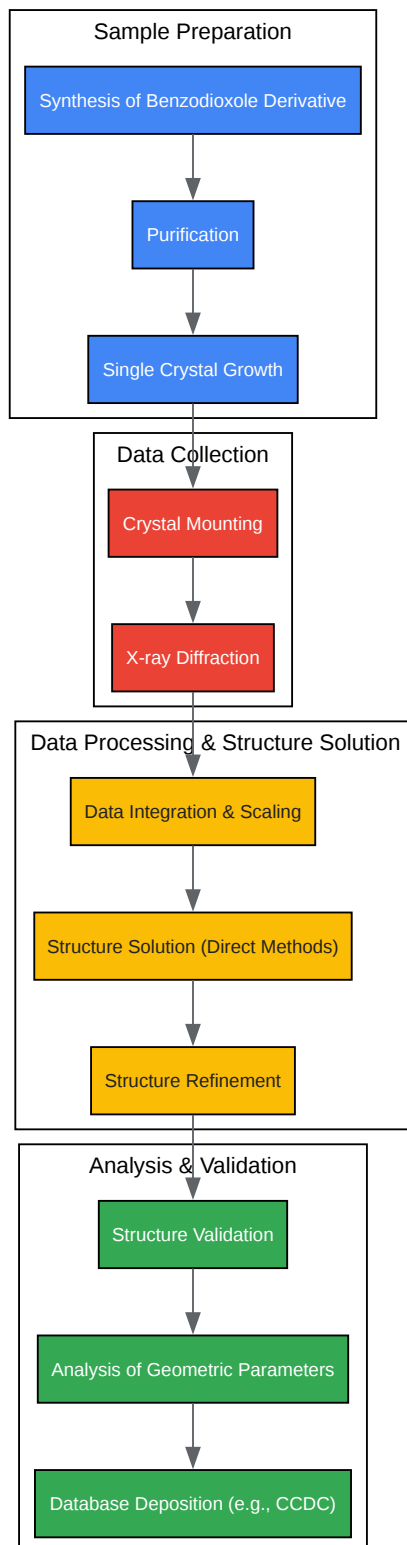 Sample Preparation
Synthesis of Benzodioxole Derivative
Purification
Single Crystal Growth
Data Collection
Crystal Mounting
X-ray Diffraction
Data Processing & Structure Solution
Data Integration & Scaling
Structure Solution (Direct Methods)
Structure Refinement
Analysis & Validation
Structure Validation
Analysis of Geometric Parameters
Database Deposition (e.g., CCDC)